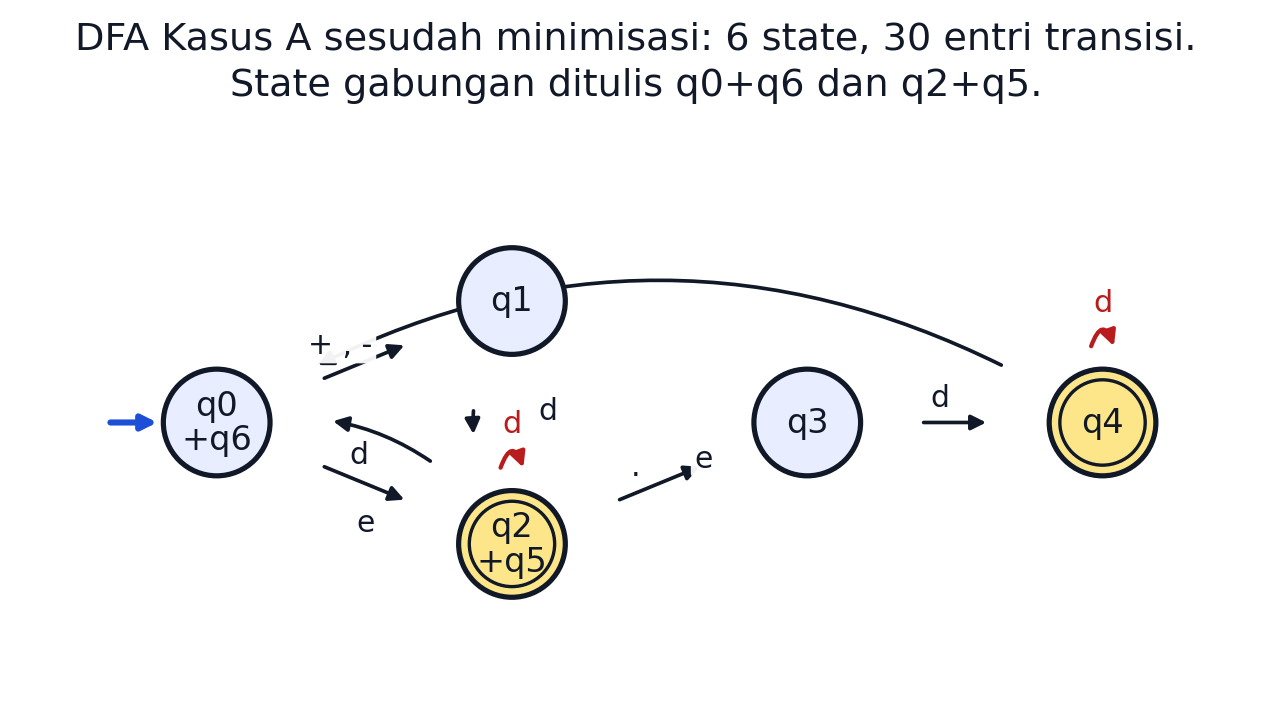 DFA Kasus A sesudah minimisasi: 6 state, 30 entri transisi.
State gabungan ditulis q0+q6 dan q2+q5.
q1
d
+, -
q0
+q6
d
d
d
q3
d
q4
.
e
e
q2
+q5